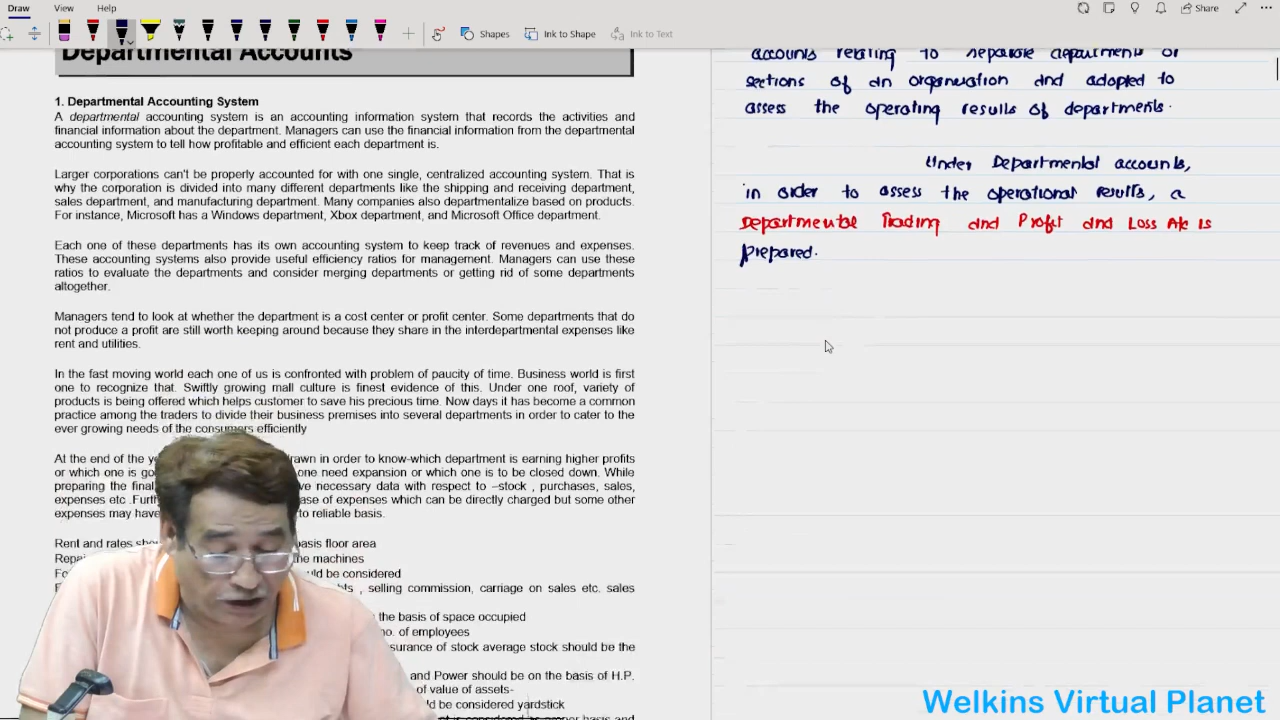 Draw
View
Help
Share
Shapes
Ink to Shape
Ink to Text
Departmental Accounts
1. Departmental Accounting System
A departmental accounting system is an accounting information system that records the activities and
financial information about the department. Managers can use the financial information from the departmental
accounting system to tell how profitable and efficient each department is.
Larger corporations can't be properly accounted for with one single, centralized accounting system. That is
why the corporation is divided into many different departments like the shipping and receiving department,
sales department, and manufacturing department. Many companies also departmentalize based on products.
For instance, Microsoft has a Windows department, Xbox department, and Microsoft Office department.
Each one of these departments has its own accounting system to keep track of revenues and expenses.
These accounting systems also provide useful efficiency ratios for management. Managers can use these
ratios to evaluate the departments and consider merging departments or getting rid of some departments
altogether.
Managers tend to look at whether the department is a cost center or profit center. Some departments that do
not produce a profit are still worth keeping around because they share in the interdepartmental expenses like
rent and utilities.
In the fast moving world each one of us is confronted with problem of paucity of time. Business world is first
one to recognize that. Swiftly growing mall culture is finest evidence of this. Under one roof, variety of
products is being offered which helps customer to save his precious time. Now days it has become a common
practice among the traders to divide their business premises into several departments in order to cater to the
ever growing needs of the consumers efficiently
At the end of the drawn in order to know-which department is earning higher profits
or which one is one need expansion or which one is to be closed down. While
preparing the necessary data with respect to –stock , purchases, sales,
expenses etc of expenses which can be directly charged but some other
expenses may have to reliable basis.
Rent and rates floor area
the machines
be considered
, selling commission, carriage on sales etc. sales
the basis of space occupied
no. of employees
of stock average stock should be the
and Power should be on the basis of H.P.
of value of assets-
be considered yardstick
is considered as proper basis and
accounts relating to separate departments or
sections of an organisation and adopted to
assess the operating results of departments.
Under Departmental accounts,
in order to assess the operational results, a
Departmental Trading and Profit and Loss A/c is
prepared.
Welkins Virtual Planet